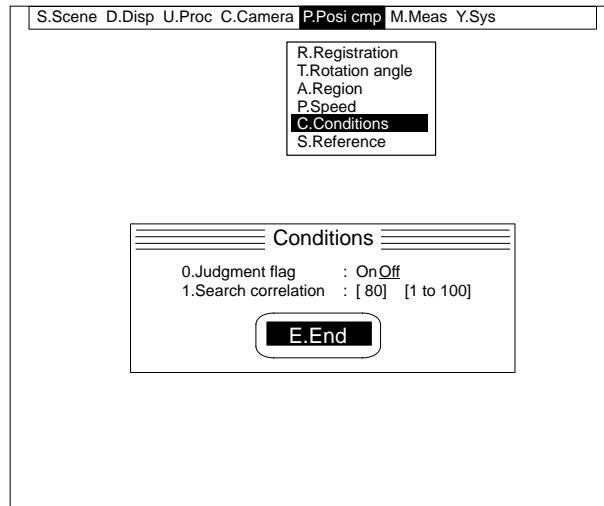 S.Scene D.Disp U.Proc C.Camera P.Posi cmp M.Meas Y.Sys
R.Registration
T.Rotation angle
A.Region
P.Speed
C.Conditions
S.Reference
Conditions
0.Judgment flag : On Off
1.Search correlation : [ 80] [1 to 100]
E.End